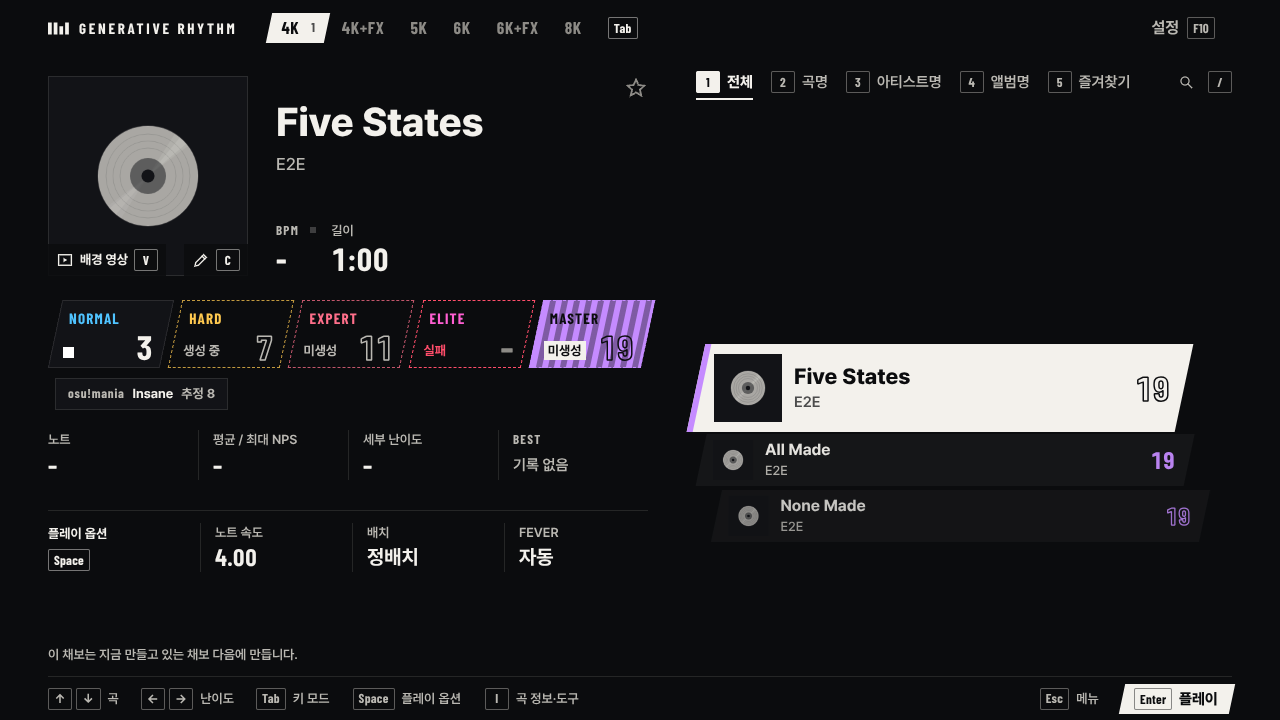 GENERATIVE RHYTHM
4K 1 4K+FX 5K 6K 6K+FX 8K Tab
설정 F10
1 전체 2 곡명 3 아티스트명 4 앨범명 5 즐겨찾기 /
Five States
E2E
BPM 길이
- 1:00
배경 영상 V C
NORMAL HARD EXPERT ELITE MASTER
3 생성 중 7 미생성 11 실패 - 미생성 19
osu!mania Insane 추정 8
노트 평균 / 최대 NPS 세부 난이도 BEST
- - - 기록 없음
플레이 옵션 노트 속도 배치 FEVER
Space 4.00 정배치 자동
Five States
E2E
19
All Made
E2E
19
None Made
E2E
19
이 채보는 지금 만들고 있는 채보 다음에 만듭니다.
↑ ↓ 곡 ← → 난이도 Tab 키 모드 Space 플레이 옵션 I 곡 정보·도구 Esc 메뉴 Enter 플레이